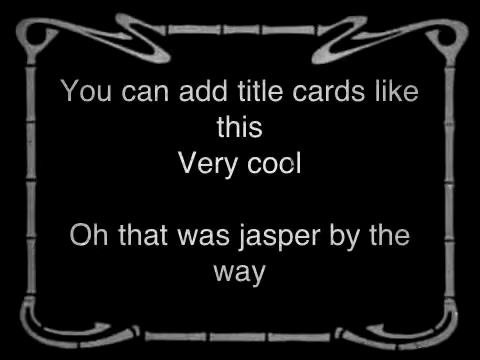 You can add title cards like
this
Very cool
Oh that was jasper by the
way